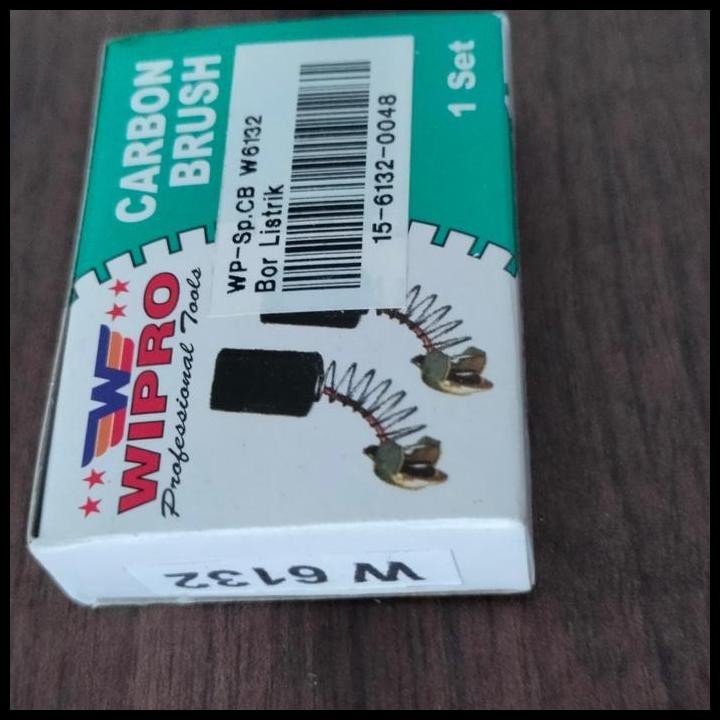 CARBON
BRUSH
1 Set
WP-Sp.CB W6132
Bor Listrik
15-6132-0048
W
WIPRO
Professional Tools
W 6132